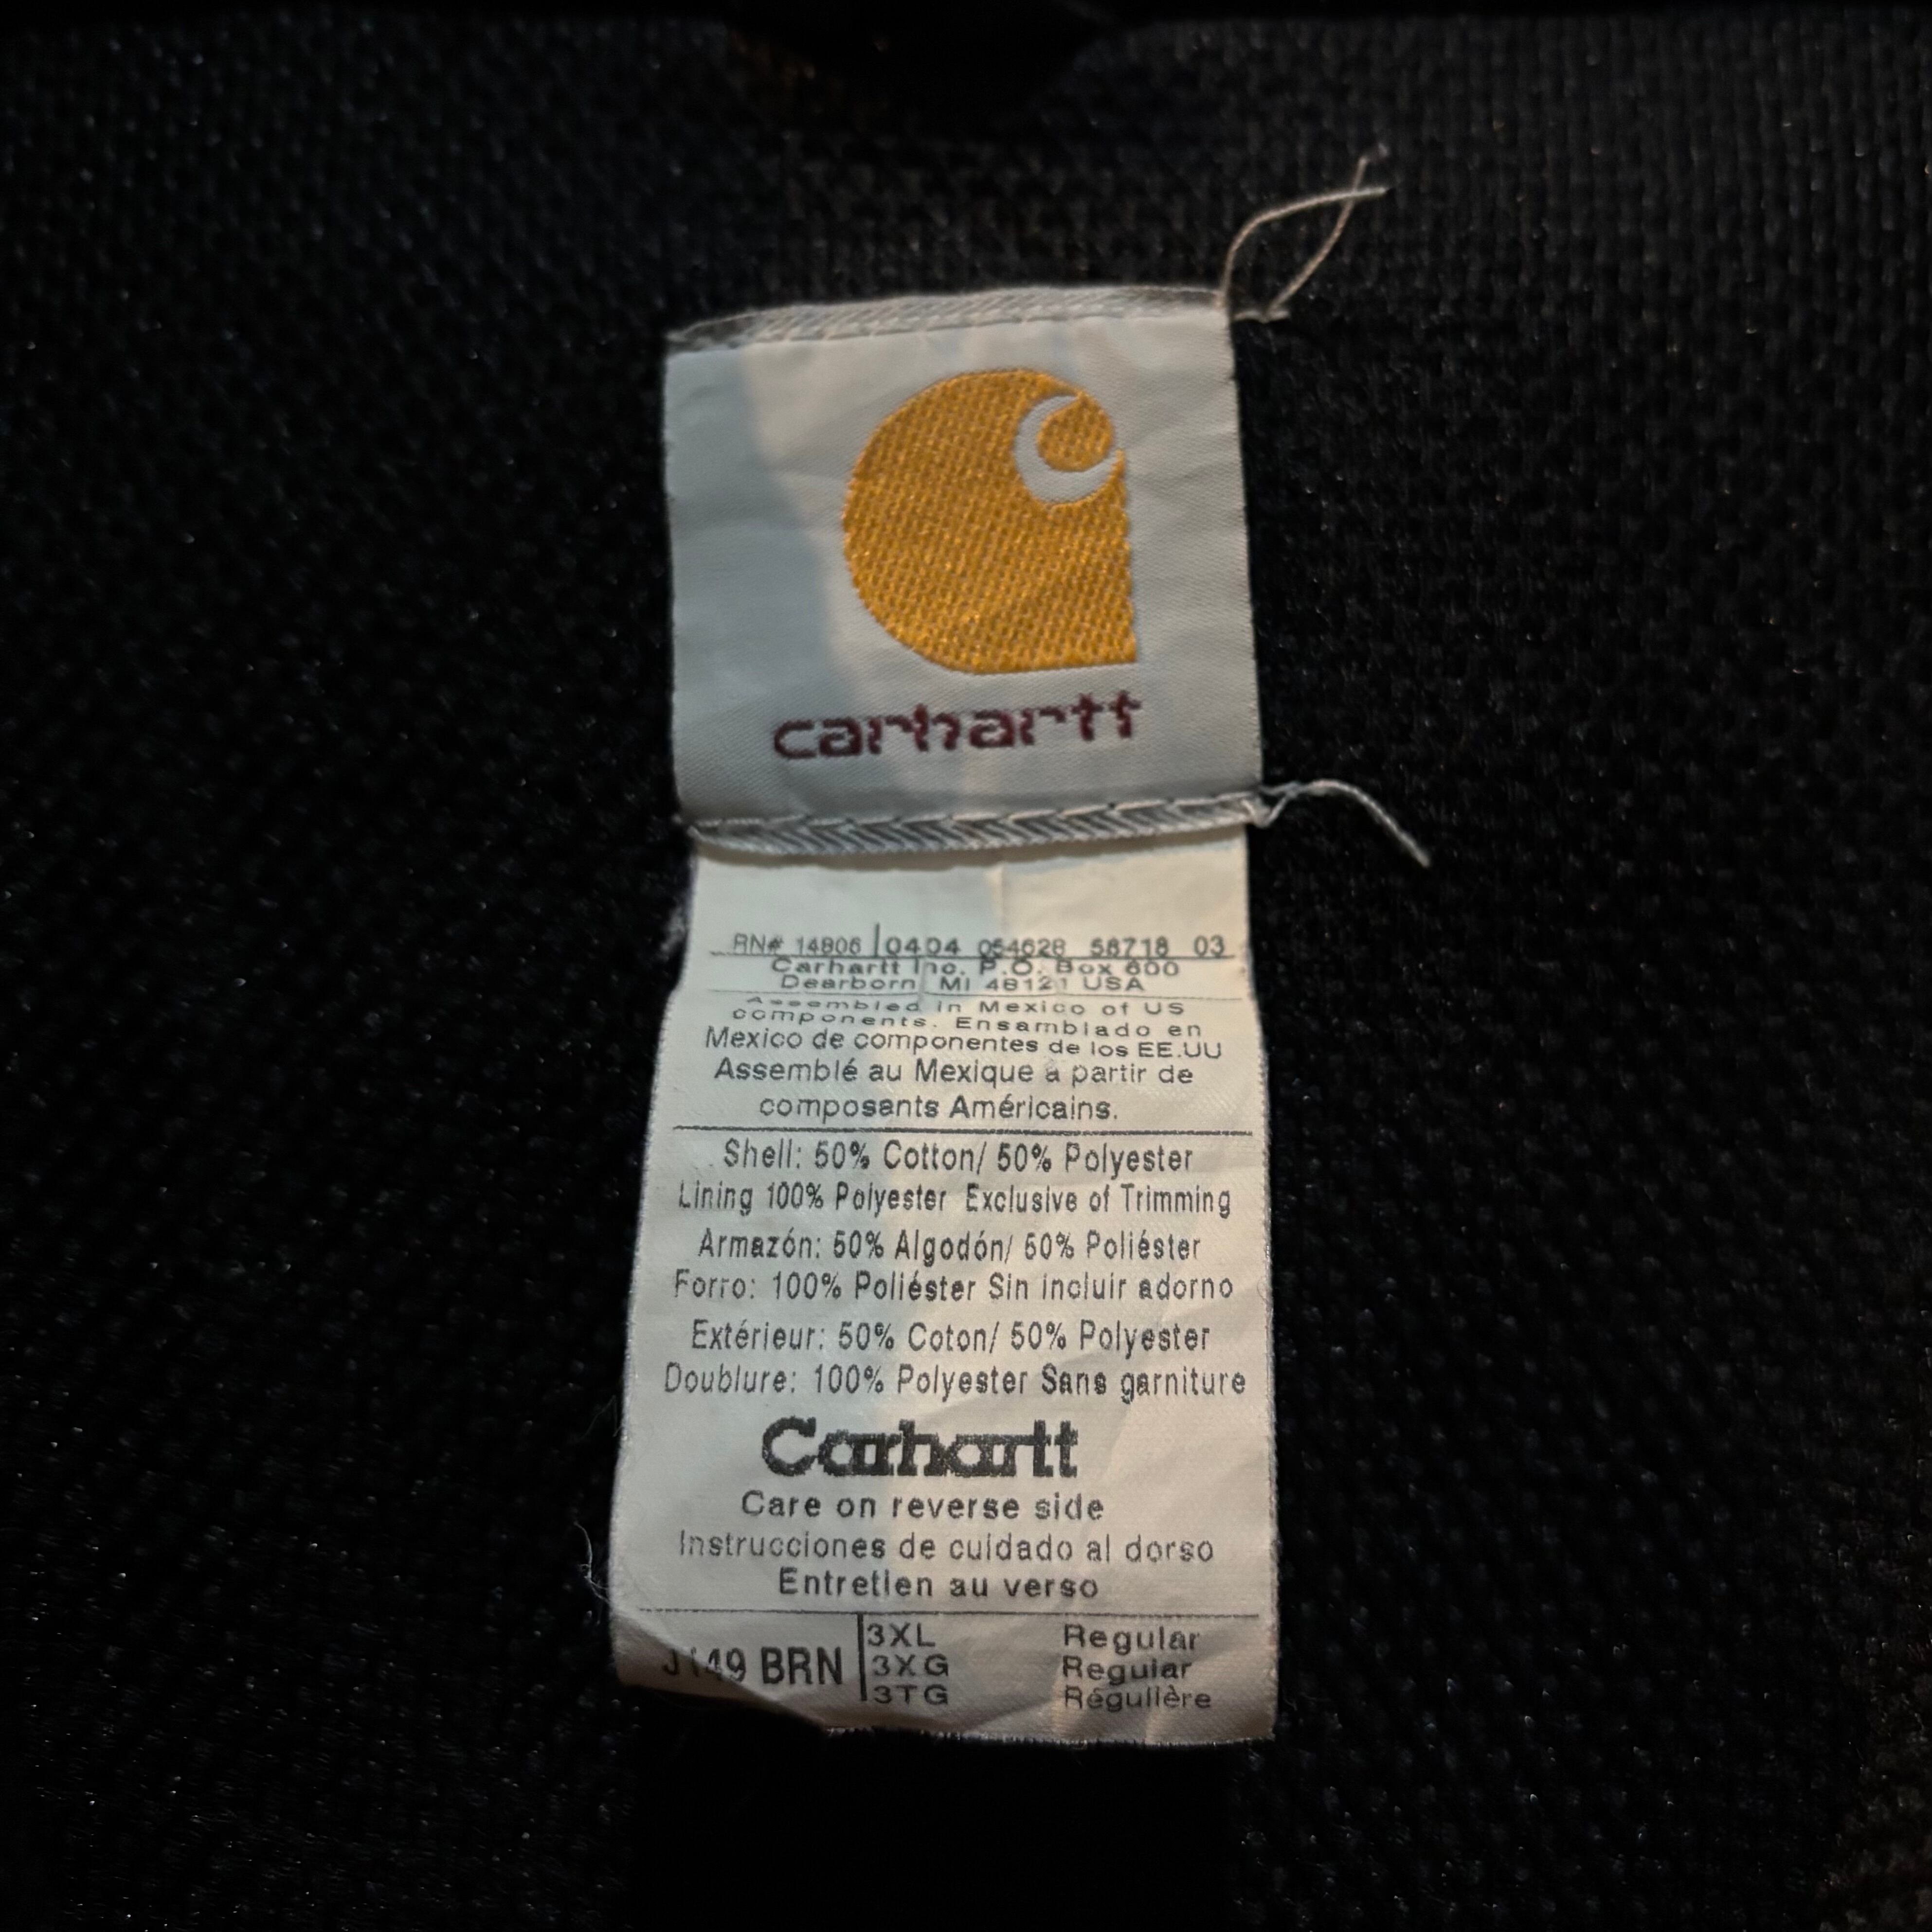 carhartt
RN# 14806 0404 054628 58718 03
Carhartt Inc. P.O. Box 600
Dearborn, MI 48121 USA
Assembled in Mexico of US
components. Ensamblado en
Mexico de componentes de los EE.UU
Assemblé au Mexique à partir de
composants Américains.
Shell: 50% Cotton/ 50% Polyester
Lining 100% Polyester Exclusive of Trimming
Armazón: 50% Algodón/ 50% Poliéster
Forro: 100% Poliéster Sin incluir adorno
Extérieur: 50% Coton/ 50% Polyester
Doublure: 100% Polyester Sans garniture
Carhartt
Care on reverse side
Instrucciones de cuidado al dorso
Entretien au verso
J149 BRN
3XL Regular
3XG Regular
3TG Régulière